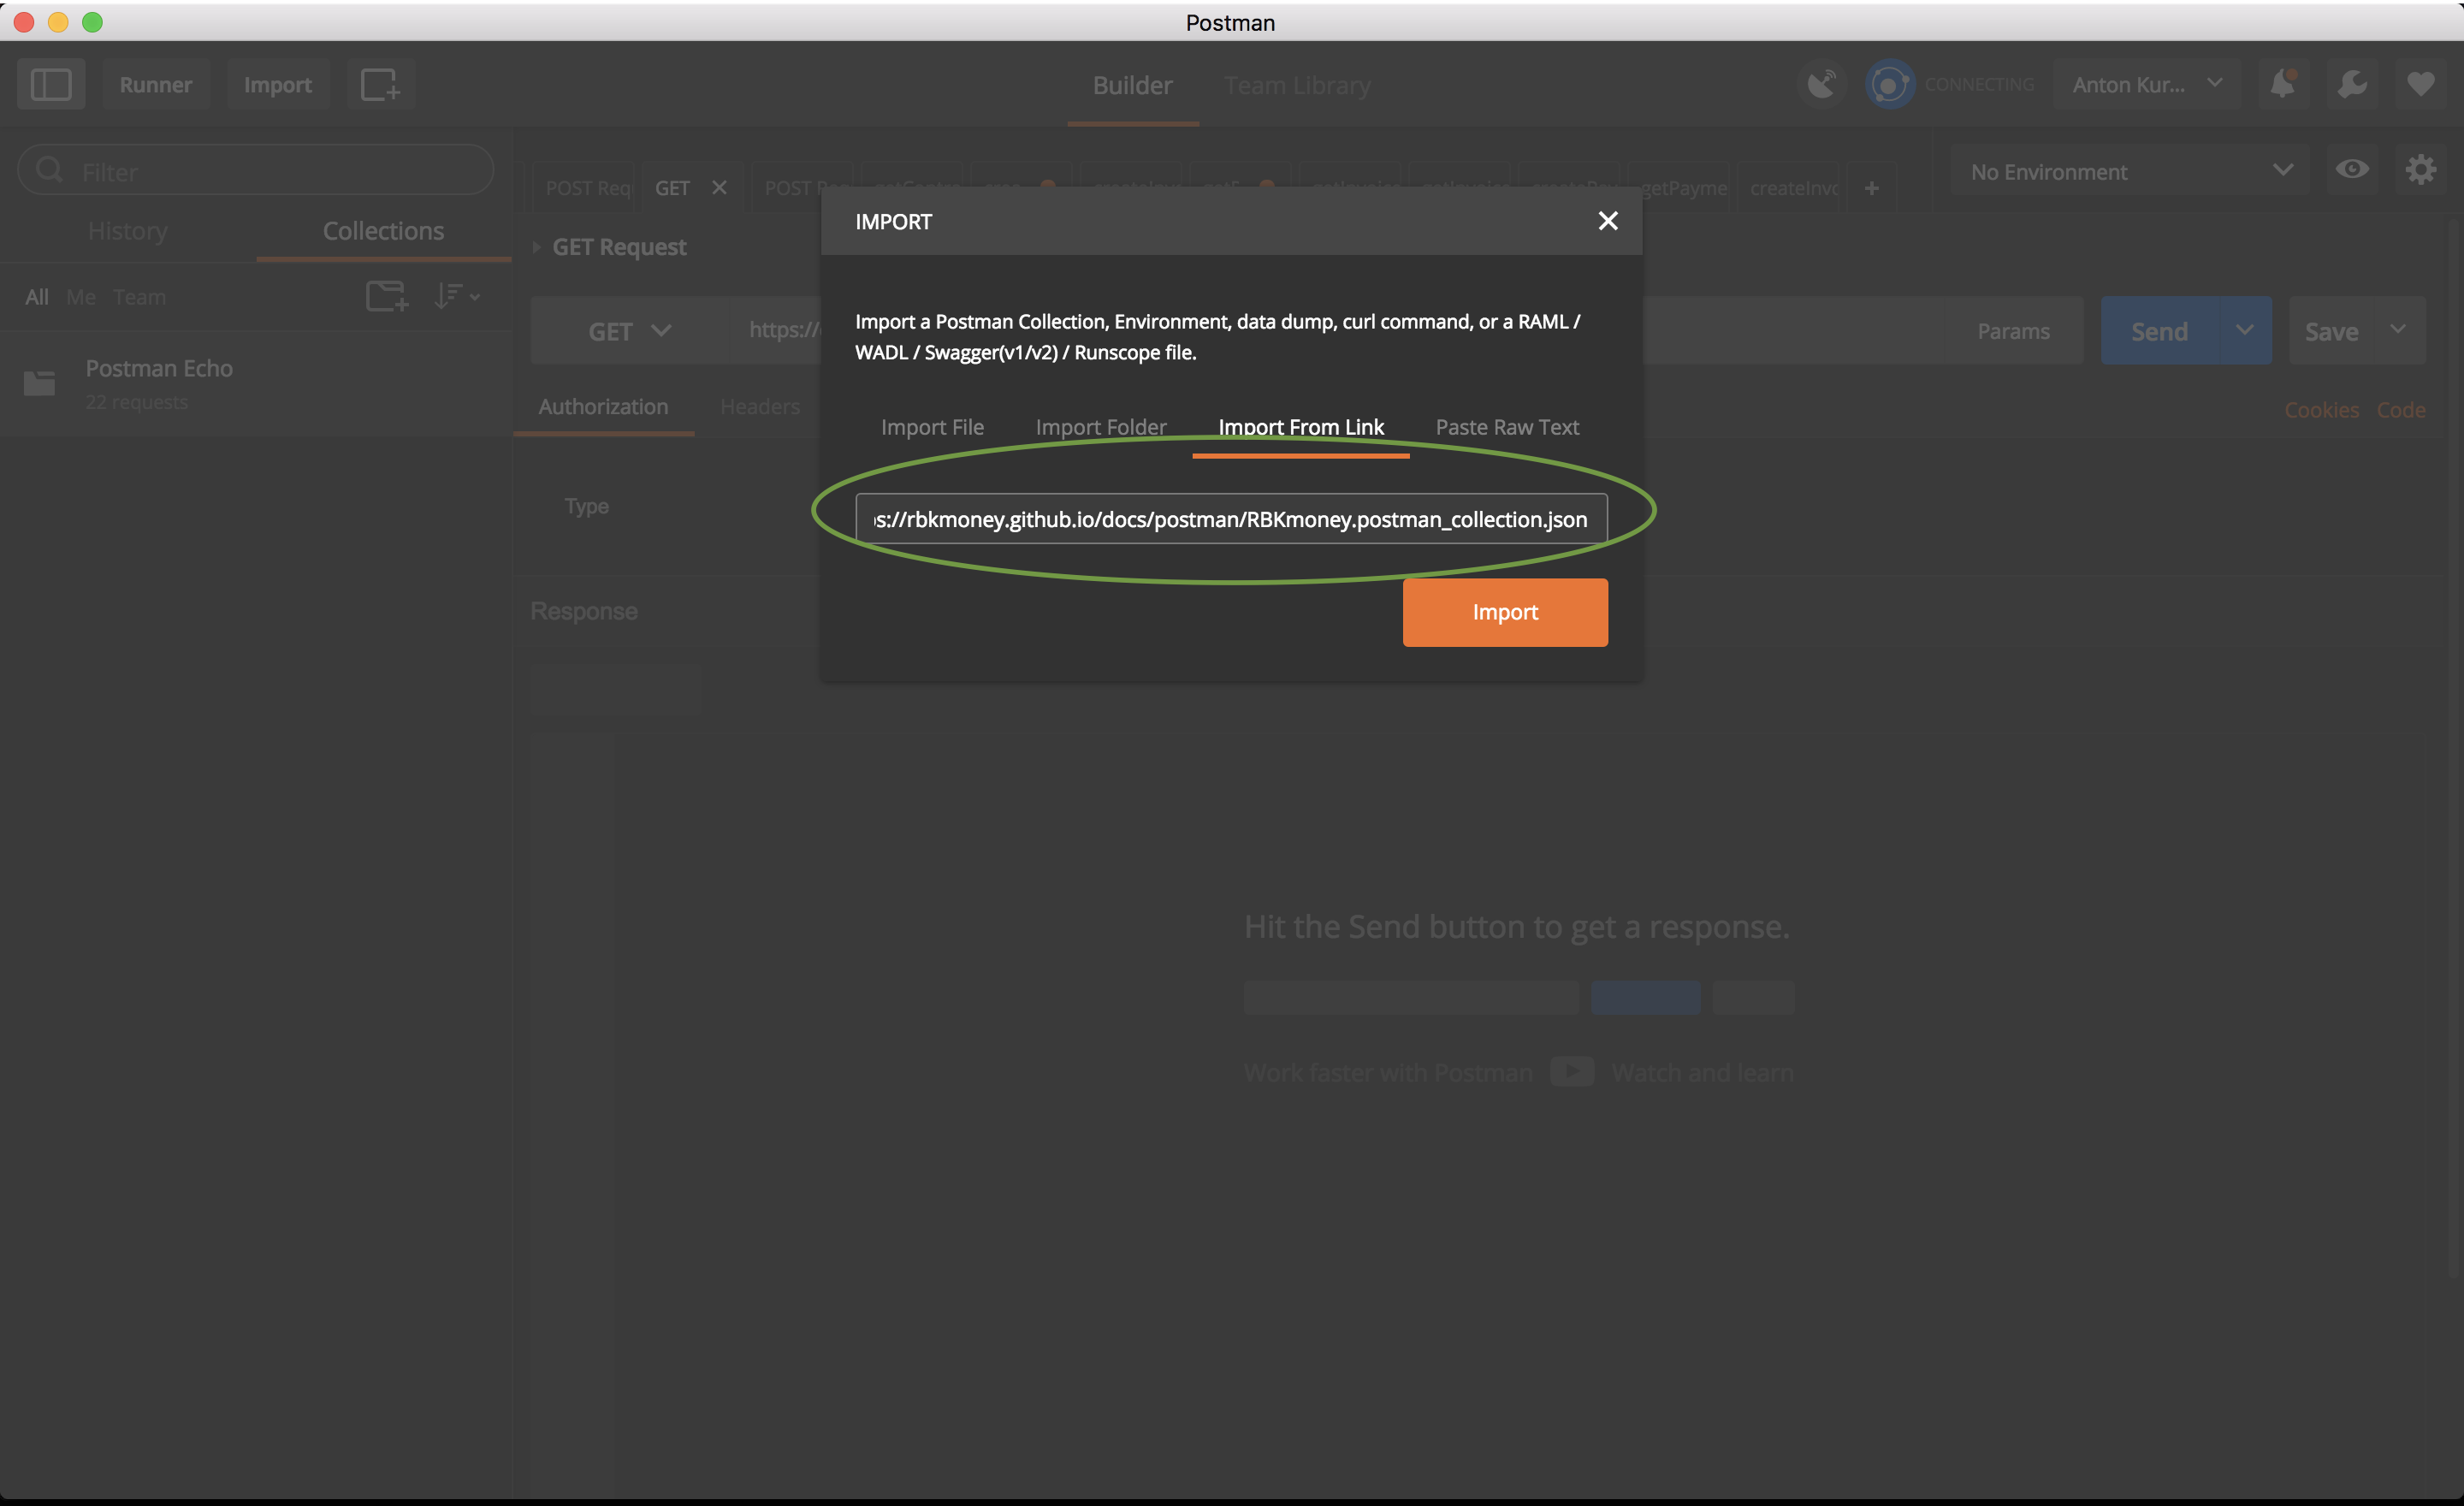 Postman
Runner
Import
Builder
Team Library
CONNECTING
Anton Kur...
Filter
POST Req
GET
POST
getPayme
createInvo
+
No Environment
History
Collections
IMPORT
GET Request
All Me Team
Import a Postman Collection, Environment, data dump, curl command, or a RAML /
WADL / Swagger(v1/v2) / Runscope file.
GET
https://
Params
Send
Save
Postman Echo
22 requests
Authorization
Headers
Cookies Code
Import File
Import Folder
Import From Link
Paste Raw Text
Type
s://rbkmoney.github.io/docs/postman/RBKmoney.postman_collection.json
Response
Import
Hit the Send button to get a response.
Work faster with Postman
Watch and learn